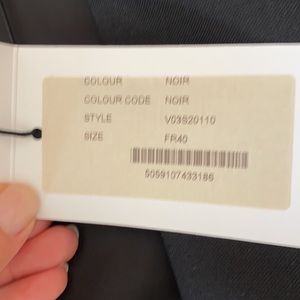 COLOUR NOIR
COLOUR CODE NOIR
STYLE V03S20110
SIZE FR40
5059107433186